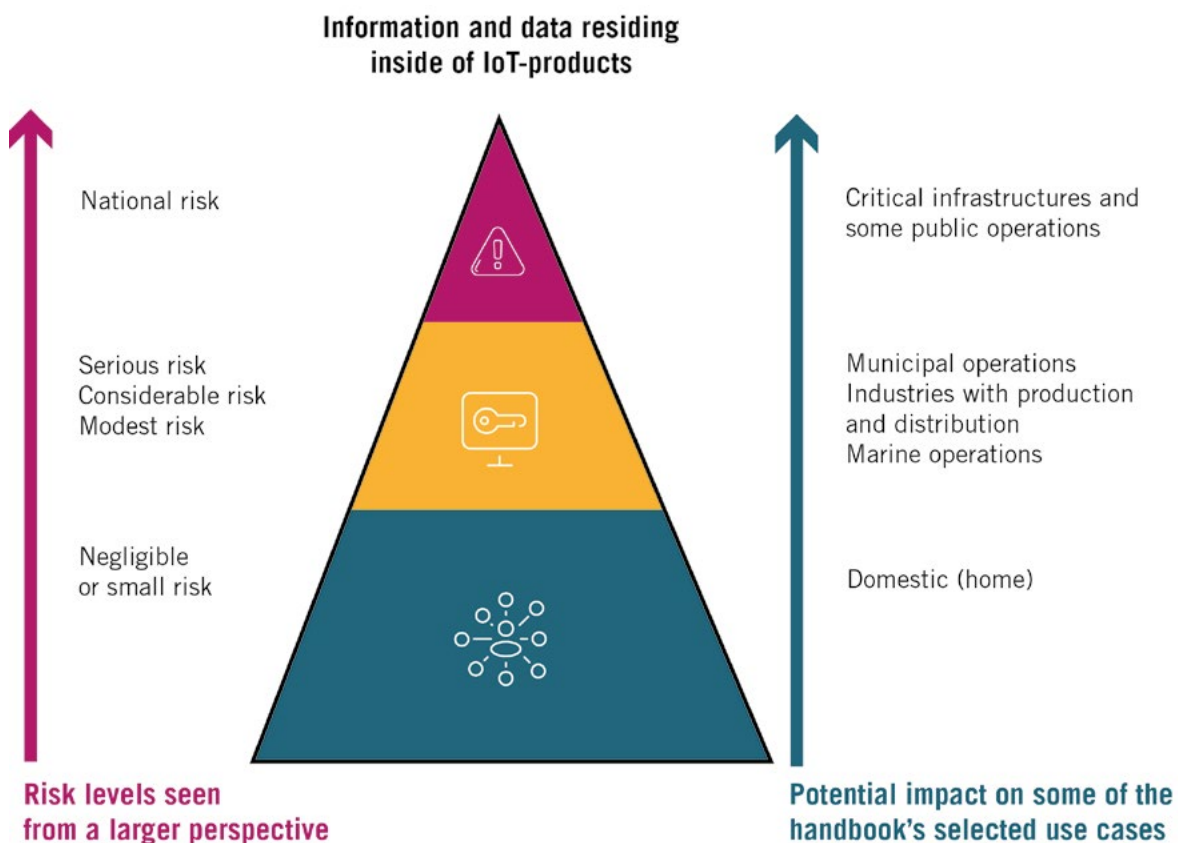 Information and data residing
inside of IoT-products
National risk
Critical infrastructures and
some public operations
Serious risk
Considerable risk
Modest risk
Municipal operations
Industries with production
and distribution
Marine operations
Negligible
or small risk
Domestic (home)
Risk levels seen
from a larger perspective
Potential impact on some of the
handbook's selected use cases